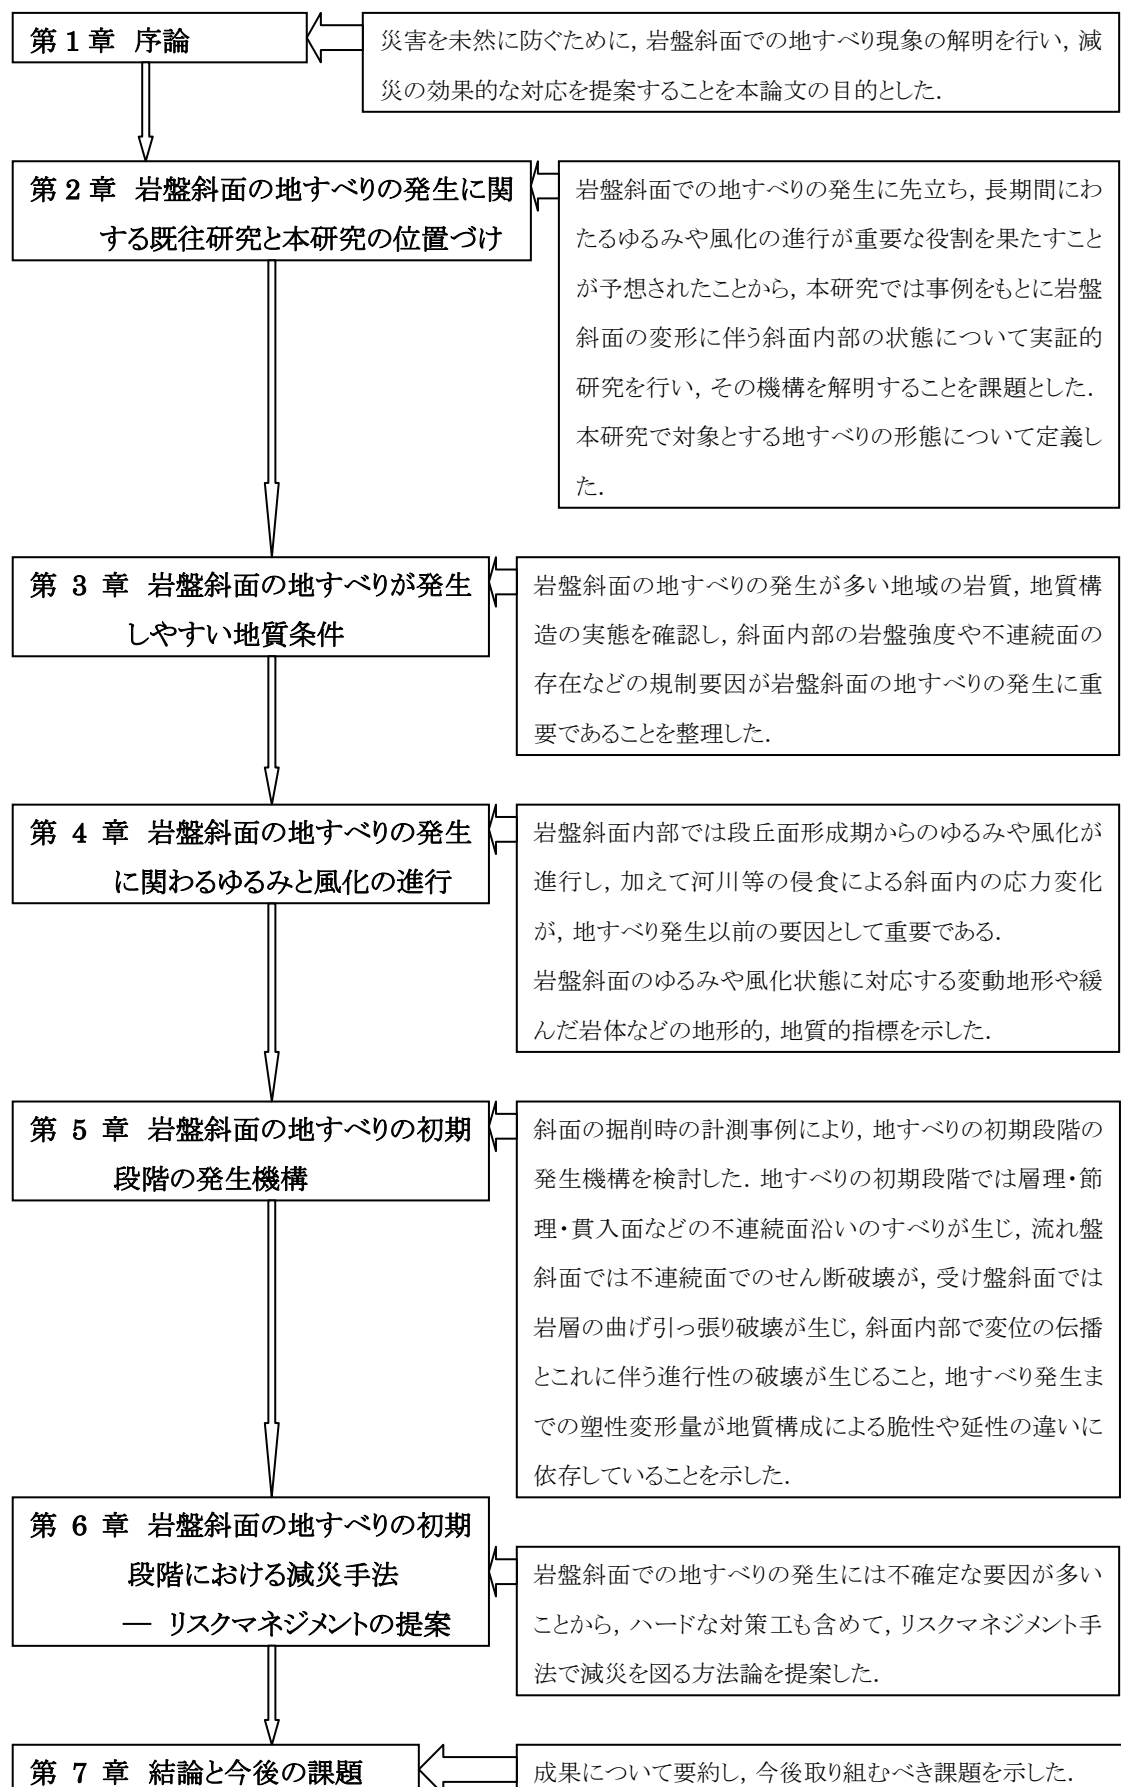 第1章 序論
災害を未然に防ぐために，岩盤斜面での地すべり現象の解明を行い，減
災の効果的な対応を提案することを本論文の目的とした．
第2章 岩盤斜面の地すべりの発生に関
する既往研究と本研究の位置づけ
岩盤斜面での地すべりの発生に先立ち，長期間にわ
たるゆるみや風化の進行が重要な役割を果たすこと
が予想されたことから，本研究では事例をもとに岩盤
斜面の変形に伴う斜面内部の状態について実証的
研究を行い，その機構を解明することを課題とした．
本研究で対象とする地すべりの形態について定義し
た．
第 3 章 岩盤斜面の地すべりが発生
しやすい地質条件
岩盤斜面の地すべりの発生が多い地域の岩質，地質構
造の実態を確認し，斜面内部の岩盤強度や不連続面の
存在などの規制要因が岩盤斜面の地すべりの発生に重
要であることを整理した．
第 4 章 岩盤斜面の地すべりの発生
に関わるゆるみと風化の進行
岩盤斜面内部では段丘面形成期からのゆるみや風化が
進行し，加えて河川等の侵食による斜面内の応力変化
が，地すべり発生以前の要因として重要である．
岩盤斜面のゆるみや風化状態に対応する変動地形や緩
んだ岩体などの地形的，地質的指標を示した．
第 5 章 岩盤斜面の地すべりの初期
段階の発生機構
斜面の掘削時の計測事例により，地すべりの初期段階の
発生機構を検討した．地すべりの初期段階では層理・節
理・貫入面などの不連続面沿いのすべりが生じ，流れ盤
斜面では不連続面でのせん断破壊が，受け盤斜面では
岩層の曲げ引っ張り破壊が生じ，斜面内部で変位の伝播
とこれに伴う進行性の破壊が生じること，地すべり発生ま
での塑性変形量が地質構成による脆性や延性の違いに
依存していることを示した．
第 6 章 岩盤斜面の地すべりの初期
段階における減災手法
― リスクマネジメントの提案
岩盤斜面での地すべりの発生には不確定な要因が多い
ことから，ハードな対策工も含めて，リスクマネジメント手
法で減災を図る方法論を提案した．
第 7 章 結論と今後の課題
成果について要約し，今後取り組むべき課題を示した．